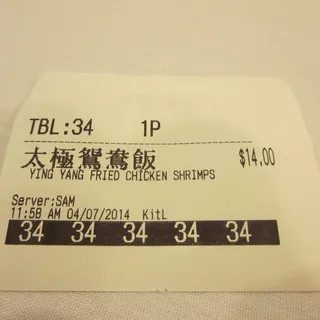 TBL:34 1P
太極鴛鴦飯 $14.00
YING YANG FRIED CHICKEN SHRIMPS
Server:SAM
11:58 AM 04/07/2014 KitL
34 34 34 34 34